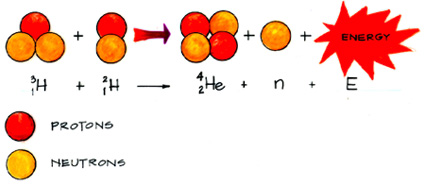 + → + + ENERGY
³₁H + ²₁H → ⁴₂He + n + E
PROTONS
NEUTRONS